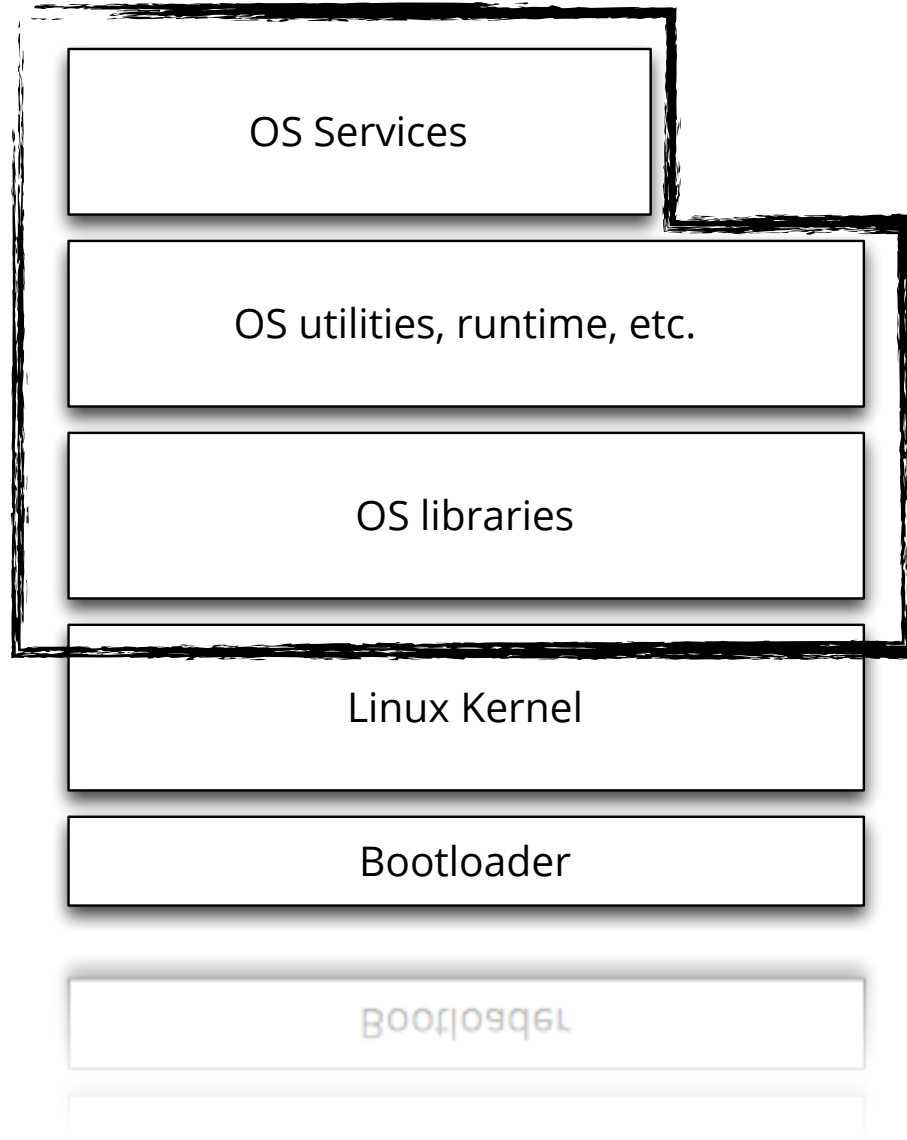 OS Services
OS utilities, runtime, etc.
OS libraries
Linux Kernel
Bootloader
Bootloader